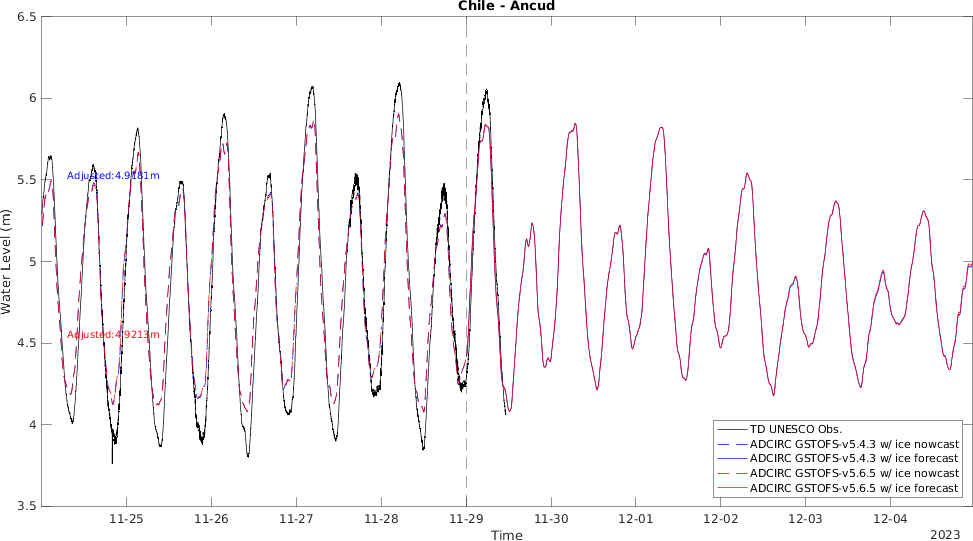 Chile - Ancud
6.5
6
5.5
5
4.5
4
3.5
Water Level (m)
Adjusted:4.9181m
Adjusted:4.9213m
TD UNESCO Obs.
ADCIRC GSTOFS-v5.4.3 w/ ice nowcast
ADCIRC GSTOFS-v5.4.3 w/ ice forecast
ADCIRC GSTOFS-v5.6.5 w/ ice nowcast
ADCIRC GSTOFS-v5.6.5 w/ ice forecast
11-25 11-26 11-27 11-28 11-29 11-30 12-01 12-02 12-03 12-04
Time
2023